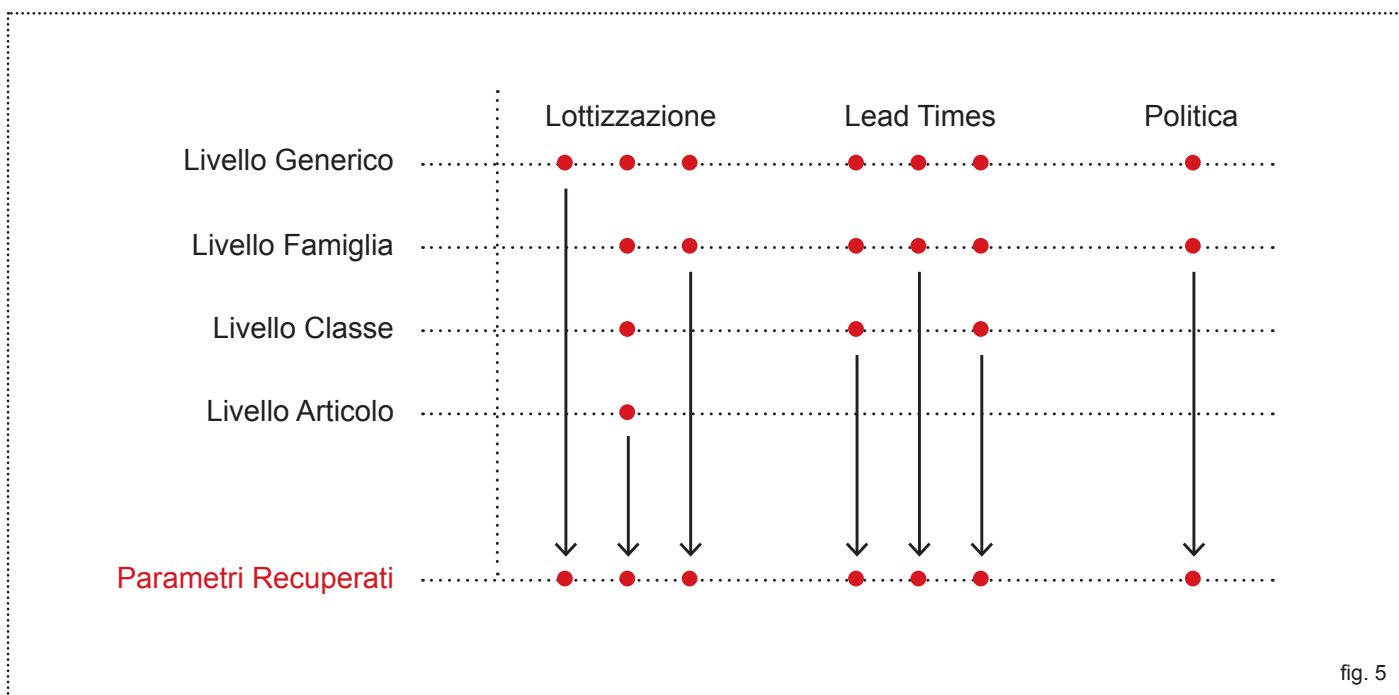 Lottizzazione Lead Times Politica
Livello Generico
Livello Famiglia
Livello Classe
Livello Articolo
Parametri Recuperati
fig. 5